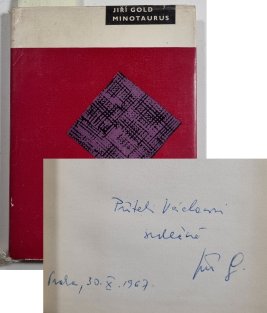 JIŘÍ GOLD
MINOTAURUS
Příteli Václavovi
srdečně
Jiří G.
Praha, 30. X. 1967.